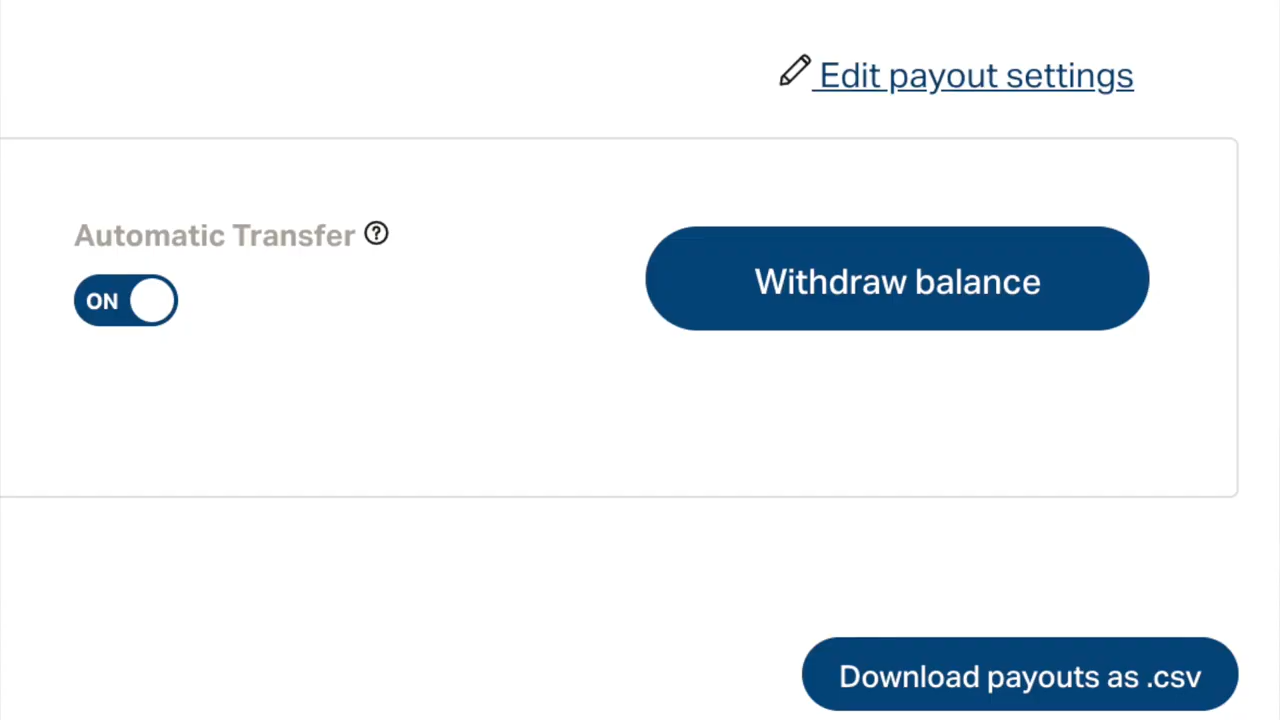 Edit payout settings
Automatic Transfer ?
ON
Withdraw balance
Download payouts as .csv